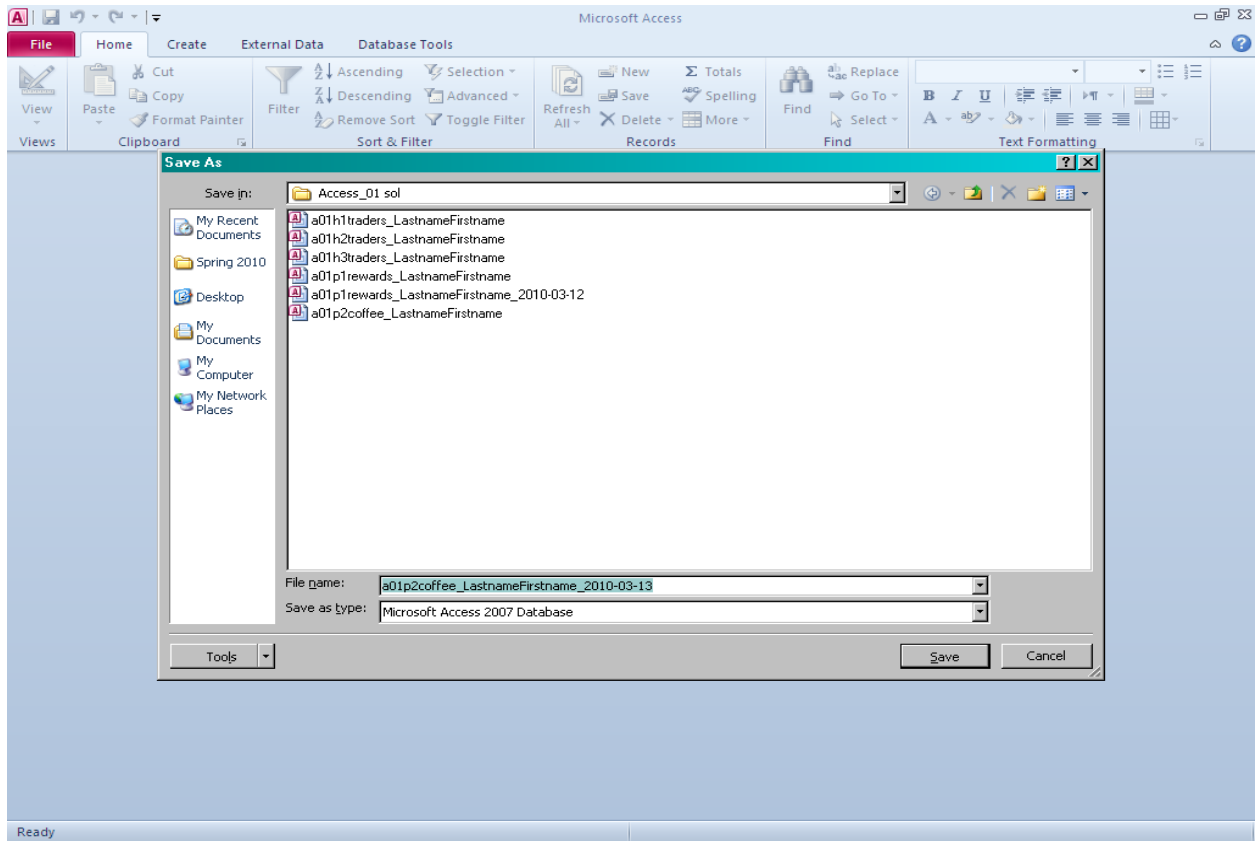 Microsoft Access
File Home Create External Data Database Tools
View
Views
Paste
Cut
Copy
Format Painter
Clipboard
Filter
Ascending
Descending
Remove Sort
Selection
Advanced
Toggle Filter
Sort & Filter
Refresh
All
New
Save
Delete
Totals
Spelling
More
Records
Find
Replace
Go To
Select
Find
B I U
A
Text Formatting
Save As
Save in: Access_01 sol
My Recent
Documents
Spring 2010
Desktop
My
Documents
My
Computer
My Network
Places
a01h1traders_LastnameFirstname
a01h2traders_LastnameFirstname
a01h3traders_LastnameFirstname
a01p1rewards_LastnameFirstname
a01p1rewards_LastnameFirstname_2010-03-12
a01p2coffee_LastnameFirstname
File name: a01p2coffee_LastnameFirstname_2010-03-13
Save as type: Microsoft Access 2007 Database
Tools Save Cancel
Ready